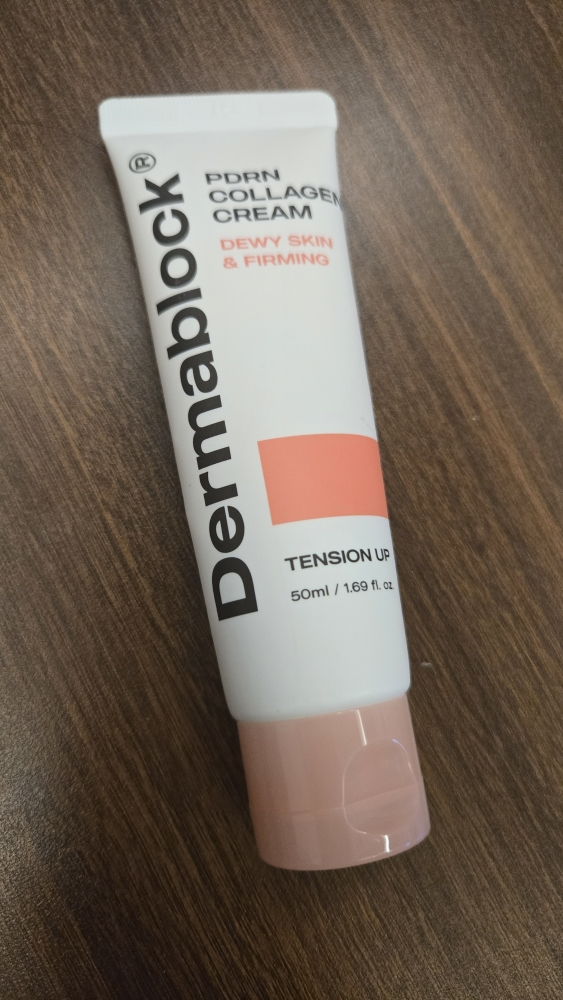 Dermablock®
PDRN
COLLAGEN
CREAM
DEWY SKIN
& FIRMING
TENSION UP
50ml / 1.69 fl. oz